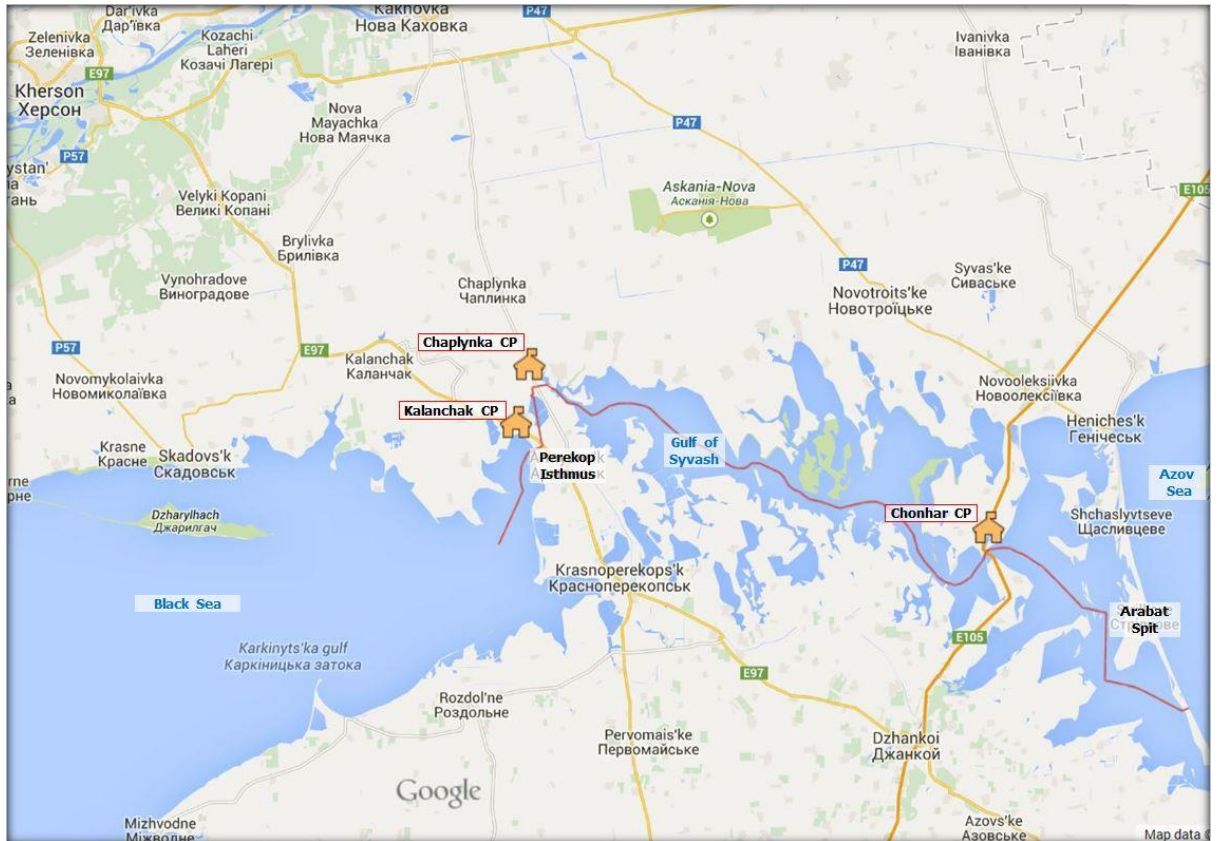 Dar'ivka
Дар'ївка
Zelenivka
Зеленівка
Kozachi
Laheri
Козачі Лагері
Kakhovka
Нова Каховка
P47
Ivanivka
Іванівка
E97
Kherson
Херсон
Nova
Mayachka
Нова Маячка
P47
P57
Velyki Kopani
Великі Копані
Askania-Nova
Асканія-Нова
E105
Brylivka
Брилівка
P47
Syvas'ke
Сиваське
Vynohradove
Виноградове
Chaplynka
Чаплинка
Novotroits'ke
Новотроїцьке
Chaplynka CP
P57
E97
Kalanchak
Каланчак
Novomykolaivka
Новомиколаївка
Novooleksiivka
Новоолексіївка
Kalanchak CP
Heniches'k
Генічеськ
Krasne
Красне
Skadovs'k
Скадовськ
Gulf of
Syvash
Perekop
Isthmus
Azov
Sea
Dzharylhach
Джарилгач
Chonhar CP
Shchaslyvtseve
Щасливцеве
Krasnoperekops'k
Красноперекопськ
Black Sea
Arabat
Spit
E105
Karkinyts'ka gulf
Каркіницька затока
E97
Rozdol'ne
Роздольне
Pervomais'ke
Первомайське
Dzhankoi
Джанкой
Google
Mizhvodne
Міжводне
Azovs'ke
Азовське
Map data